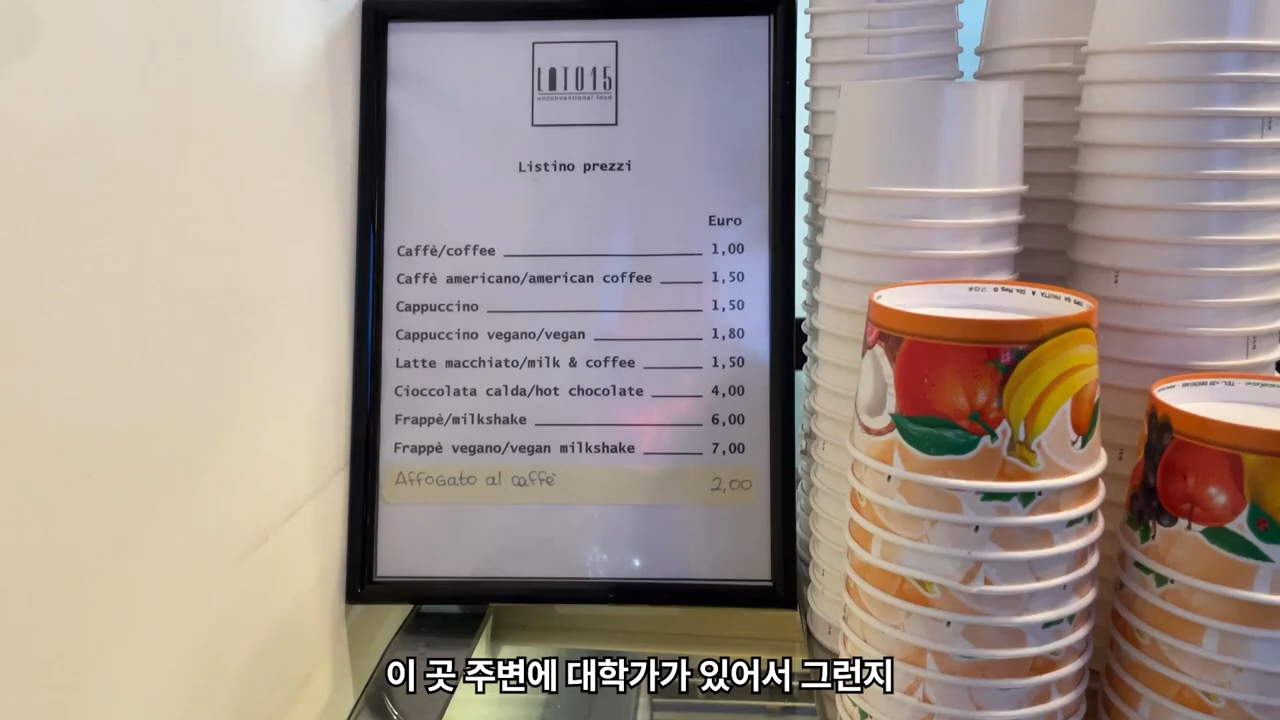 LATO15
unconventional food
Listino prezzi
Euro
Caffè/coffee 1,00
Caffè americano/american coffee 1,50
Cappuccino 1,50
Cappuccino vegano/vegan 1,80
Latte macchiato/milk & coffee 1,50
Cioccolata calda/hot chocolate 4,00
Frappè/milkshake 6,00
Frappè vegano/vegan milkshake 7,00
Affogato al caffè 2,00
이 곳 주변에 대학가가 있어서 그런지